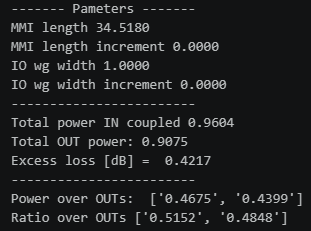 ------- Pameters -------
MMI length 34.5180
MMI length increment 0.0000
IO wg width 1.0000
IO wg width increment 0.0000
------------------------
Total power IN coupled 0.9604
Total OUT power: 0.9075
Excess loss [dB] =  0.4217
------------------------
Power over OUTs:  ['0.4675', '0.4399']
Ratio over OUTs ['0.5152', '0.4848']